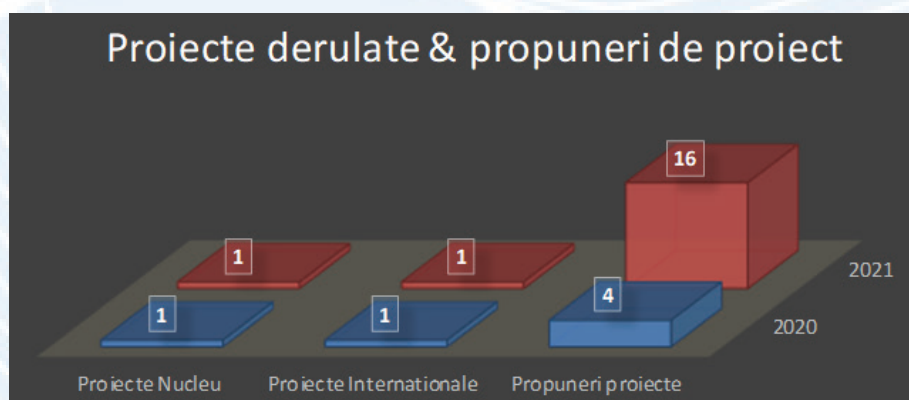 Proiecte derulate & propuneri de proiect
16
1
1
2021
1
1
4
2020
Proiecte Nucleu
Proiecte Internationale
Propuneri proiecte